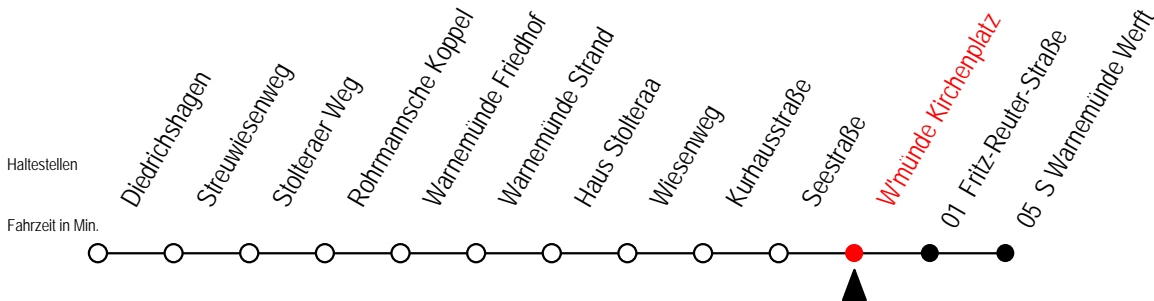 Haltestellen
Fahrzeit in Min.
Diedrichshagen
Streuwiesenweg
Stolteraer Weg
Rohrmannsche Koppel
Warnemünde Friedhof
Warnemünde Strand
Haus Stolteraa
Wiesenweg
Kurhausstraße
Seestraße
W'münde Kirchenplatz
01 Fritz-Reuter-Straße
05 S Warnemünde Werft